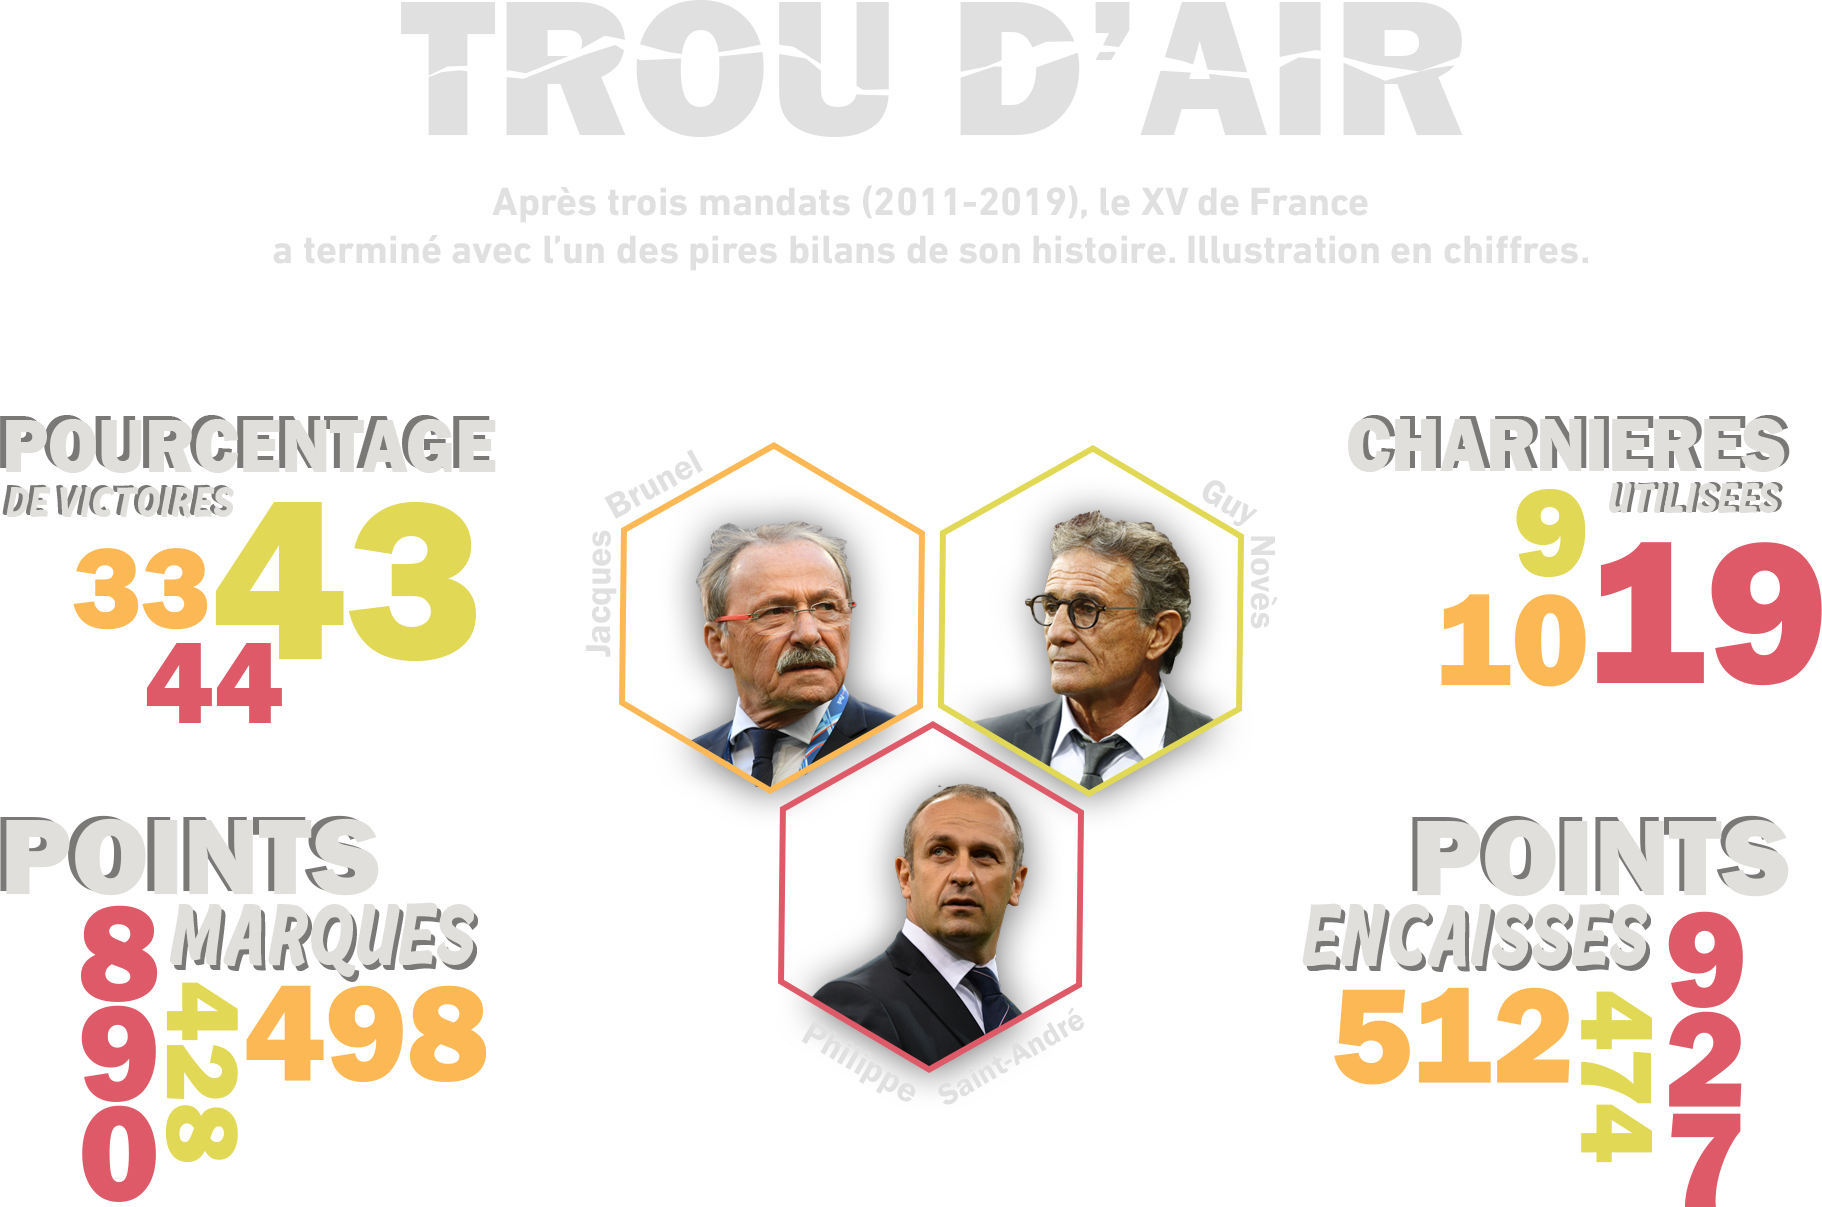 TROU D'AIR
Après trois mandats (2011-2019), le XV de France
a terminé avec l'un des pires bilans de son histoire. Illustration en chiffres.
POURCENTAGE
DE VICTOIRES
33
43
44
CHARNIERES
UTILISEES
9
10
19
Jacques Brunel
Guy Novès
Philippe Saint-André
POINTS
MARQUES
890
428
498
POINTS
ENCAISSES
512
474
927